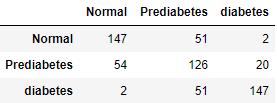 Normal Prediabetes diabetes
Normal 147 51 2
Prediabetes 54 126 20
diabetes 2 51 147